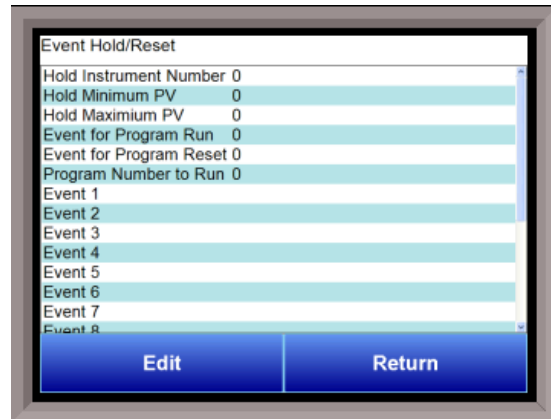 Event Hold/Reset
Hold Instrument Number 0
Hold Minimum PV 0
Hold Maximium PV 0
Event for Program Run 0
Event for Program Reset 0
Program Number to Run 0
Event 1
Event 2
Event 3
Event 4
Event 5
Event 6
Event 7
Event 8
Edit Return